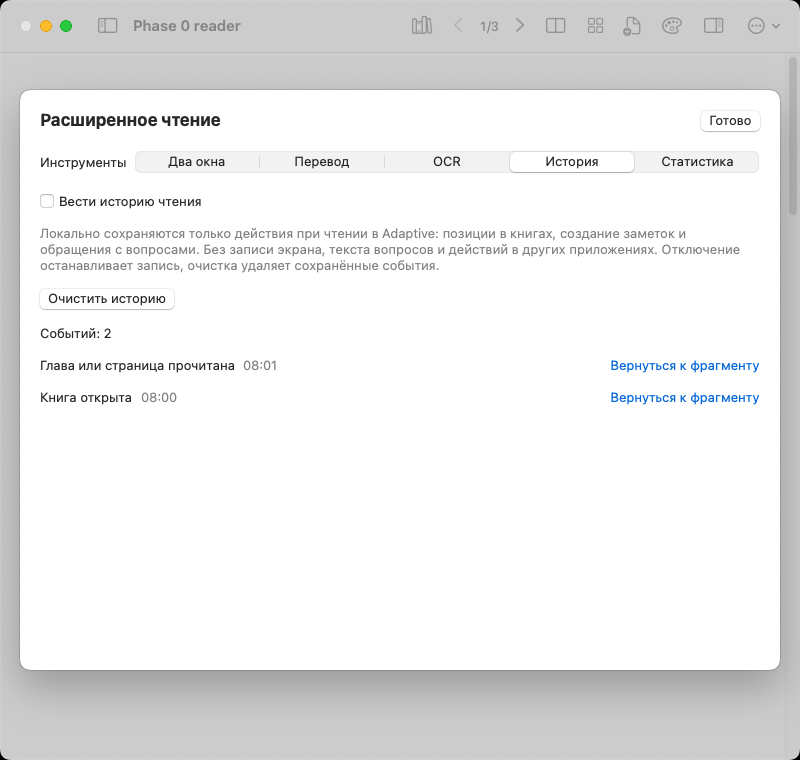 Phase 0 reader
1/3
Расширенное чтение
Готово
Инструменты
Два окна
Перевод
OCR
История
Статистика
Вести историю чтения
Локально сохраняются только действия при чтении в Adaptive: позиции в книгах, создание заметок и
обращения с вопросами. Без записи экрана, текста вопросов и действий в других приложениях. Отключение
останавливает запись, очистка удаляет сохранённые события.
Очистить историю
Событий: 2
Глава или страница прочитана 08:01 Вернуться к фрагменту
Книга открыта 08:00 Вернуться к фрагменту